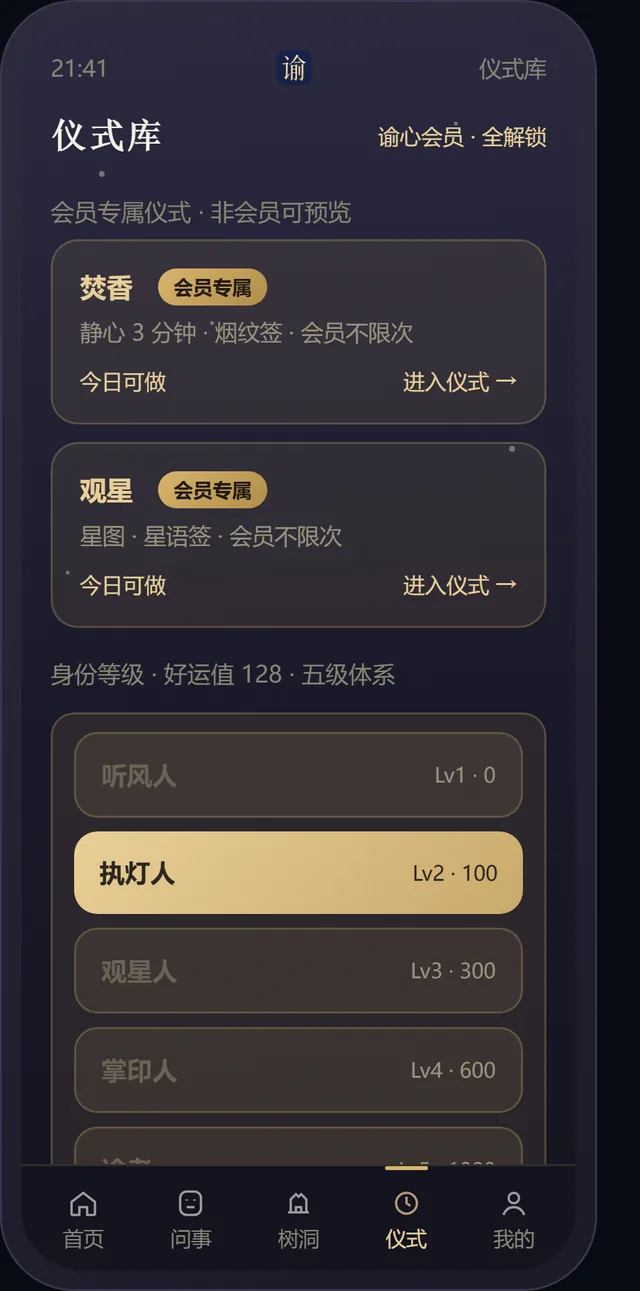 21:41 谕 仪式库
仪式库 谕心会员 · 全解锁
会员专属仪式 · 非会员可预览
焚香 会员专属
静心 3 分钟 · 烟纹签 · 会员不限次
今日可做 进入仪式 →
观星 会员专属
星图 · 星语签 · 会员不限次
今日可做 进入仪式 →
身份等级 · 好运值 128 · 五级体系
听风人 Lv1 · 0
执灯人 Lv2 · 100
观星人 Lv3 · 300
掌印人 Lv4 · 600
首页 问事 树洞 仪式 我的